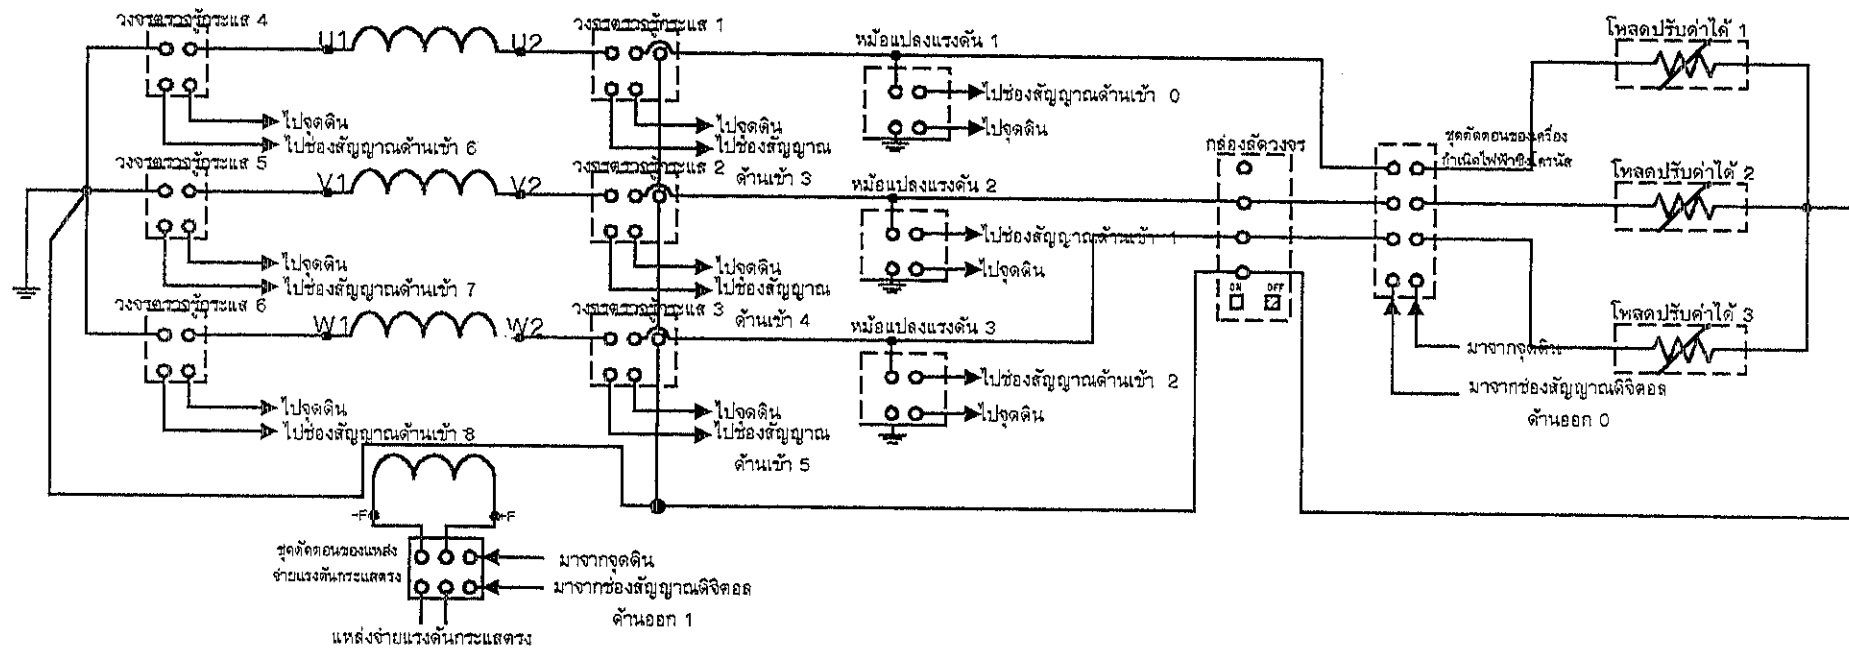 วงจรตรวจรู้กระแส 4
U1
U2
วงจรตรวจรู้กระแส 1
หม้อแปลงแรงดัน 1
โหลดปรับค่าได้ 1
ไปช่องสัญญาณด้านเข้า 0
ไปจุดดิน
ไปจุดดิน
ไปจุดดิน
ไปช่องสัญญาณด้านเข้า 6
ไปช่องสัญญาณ
ด้านเข้า 3
กล่องลัดวงจร
ชุดตัดตอนของเครื่อง
กำเนิดไฟฟ้าซิงโครนัส
วงจรตรวจรู้กระแส 5
V1
V2
วงจรตรวจรู้กระแส 2
หม้อแปลงแรงดัน 2
โหลดปรับค่าได้ 2
ไปช่องสัญญาณด้านเข้า 1
ไปจุดดิน
ไปจุดดิน
ไปจุดดิน
ไปช่องสัญญาณด้านเข้า 7
ไปช่องสัญญาณ
ด้านเข้า 4
ON OFF
วงจรตรวจรู้กระแส 6
W1
W2
วงจรตรวจรู้กระแส 3
หม้อแปลงแรงดัน 3
โหลดปรับค่าได้ 3
มาจากจุดดิน
ไปช่องสัญญาณด้านเข้า 2
มาจากช่องสัญญาณดิจิตอล
ด้านออก 0
ไปจุดดิน
ไปจุดดิน
ไปจุดดิน
ไปช่องสัญญาณด้านเข้า 8
ไปช่องสัญญาณ
ด้านเข้า 5
-F
+F
ชุดตัดตอนของแหล่ง
จ่ายแรงดันกระแสตรง
มาจากจุดดิน
มาจากช่องสัญญาณดิจิตอล
ด้านออก 1
แหล่งจ่ายแรงดันกระแสตรง